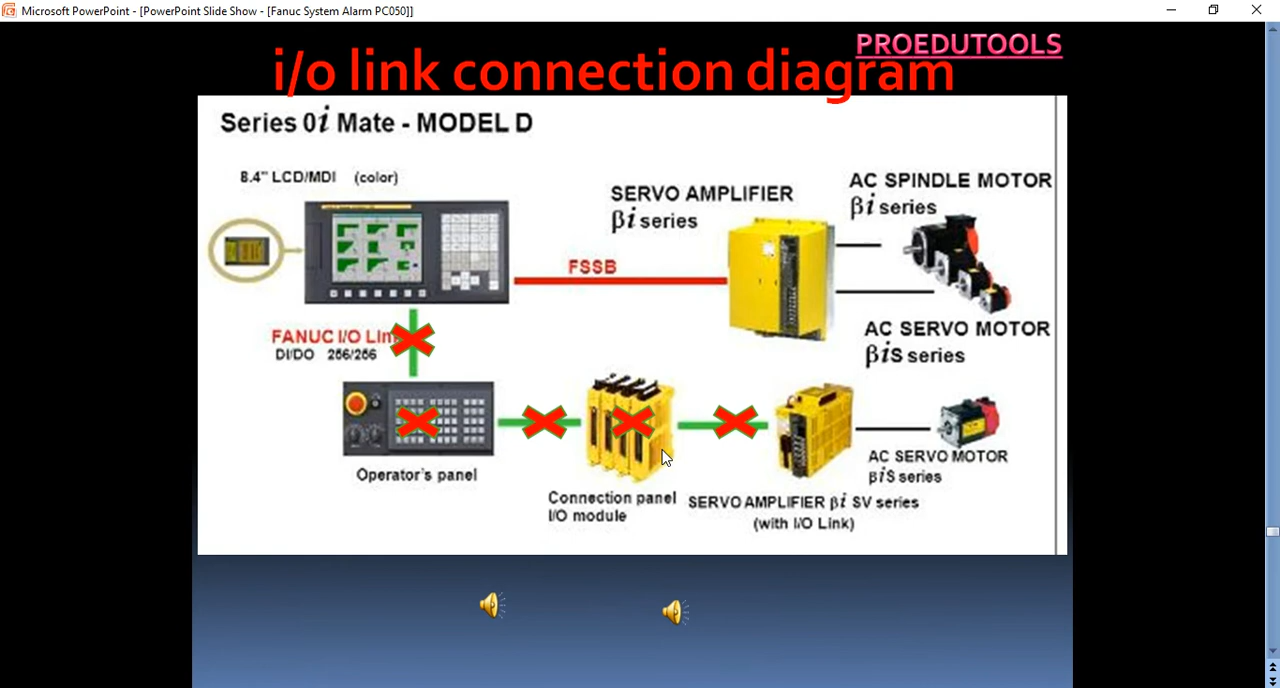 Microsoft PowerPoint - [PowerPoint Slide Show - [Fanuc System Alarm PC050]]
PROEDUTOOLS
i/o link connection diagram
Series 0i Mate - MODEL D
8.4" LCD/MDI (color)
SERVO AMPLIFIER
βi series
AC SPINDLE MOTOR
βi series
FSSB
FANUC I/O Link
DI/DO 256/256
AC SERVO MOTOR
βiS series
Operator's panel
Connection panel
I/O module
SERVO AMPLIFIER βi SV series
(with I/O Link)
AC SERVO MOTOR
βiS series